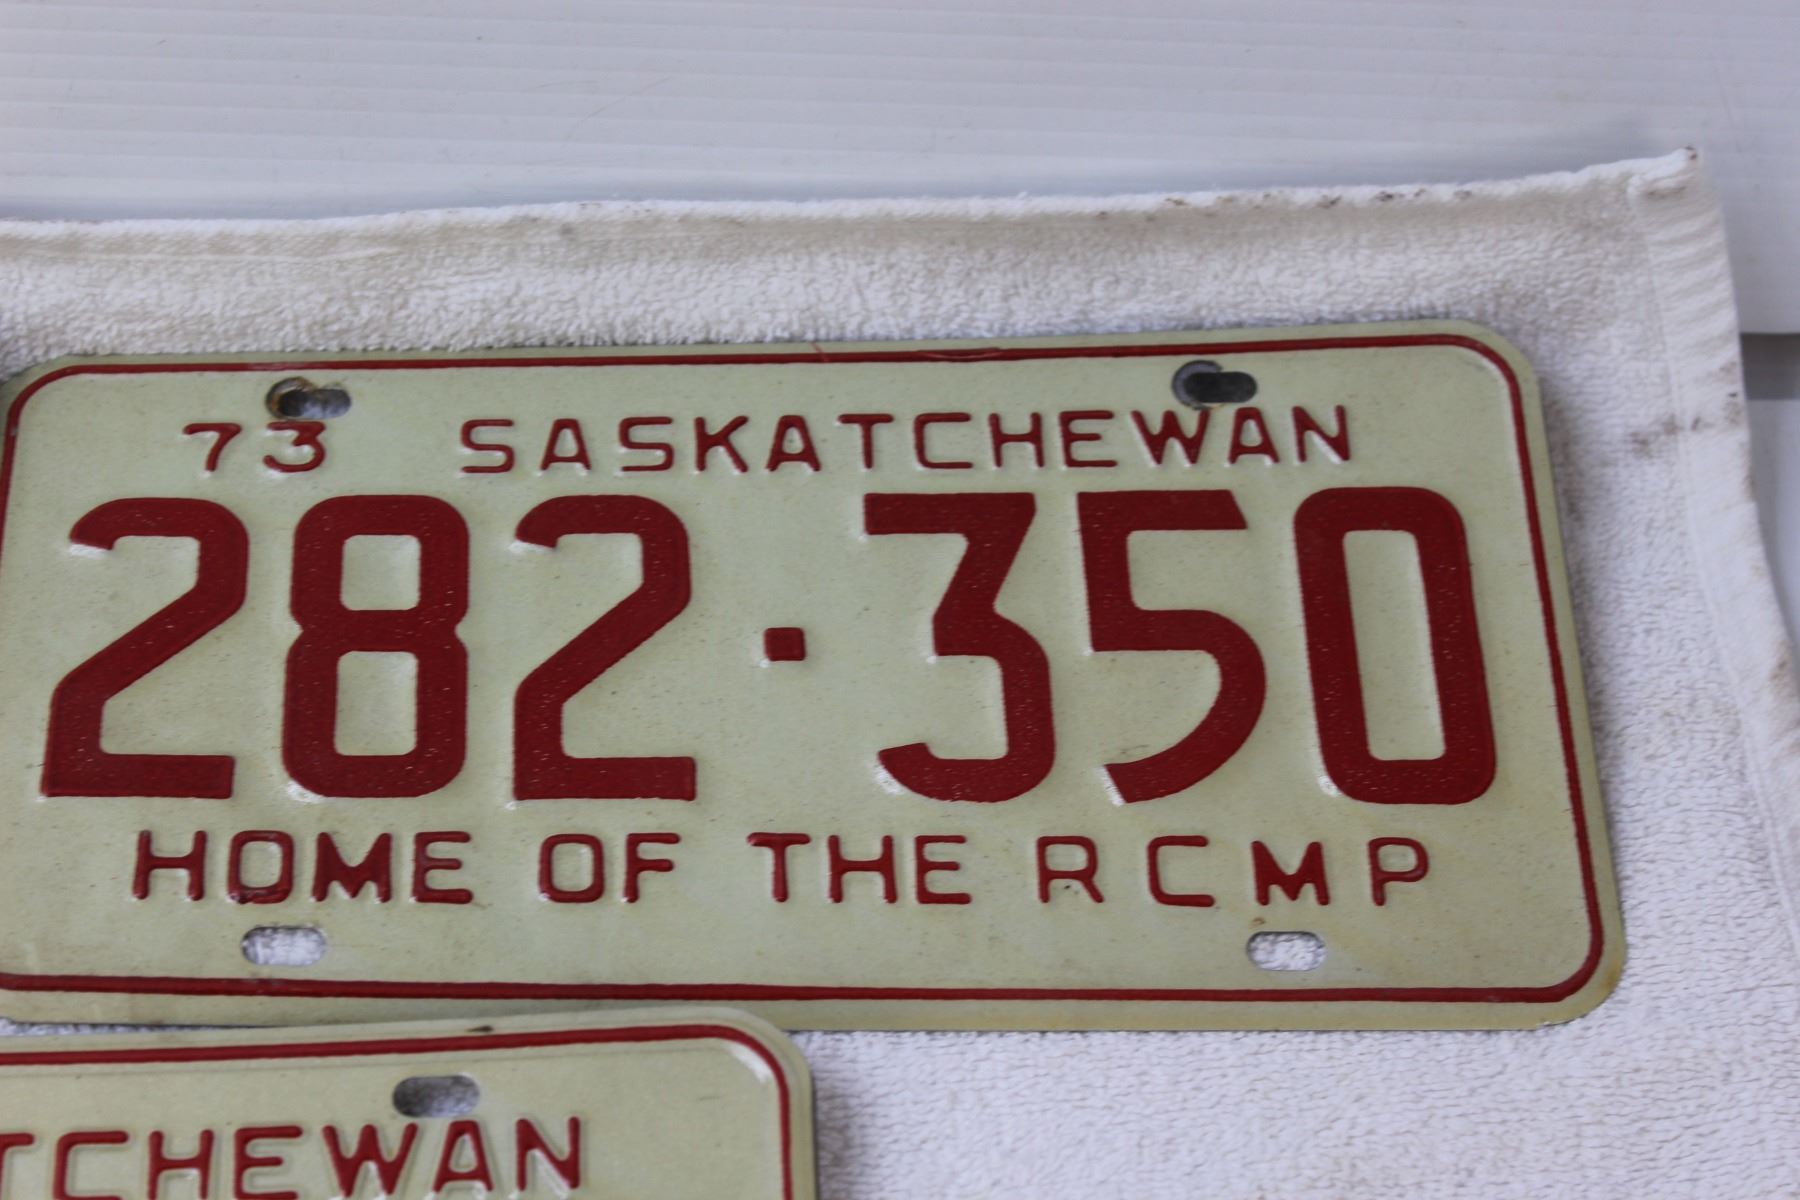 73 SASKATCHEWAN
282·350
HOME OF THE RCMP
TCHEWAN